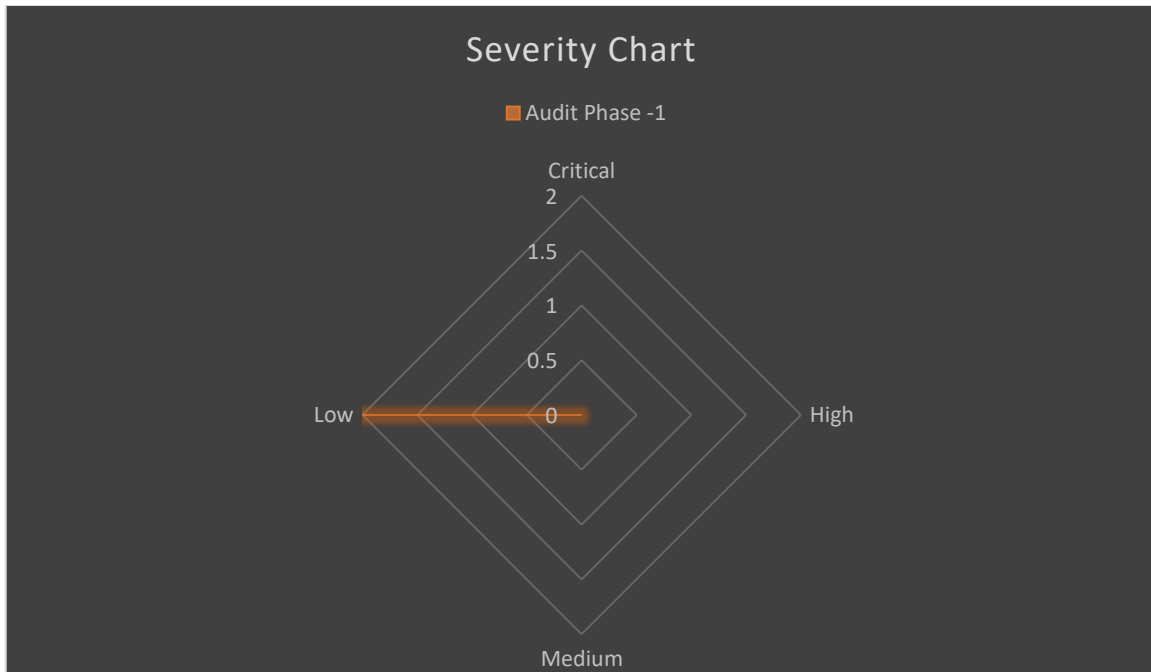 Severity Chart
Audit Phase -1
Critical
2
1.5
1
0.5
Low 0 High
Medium